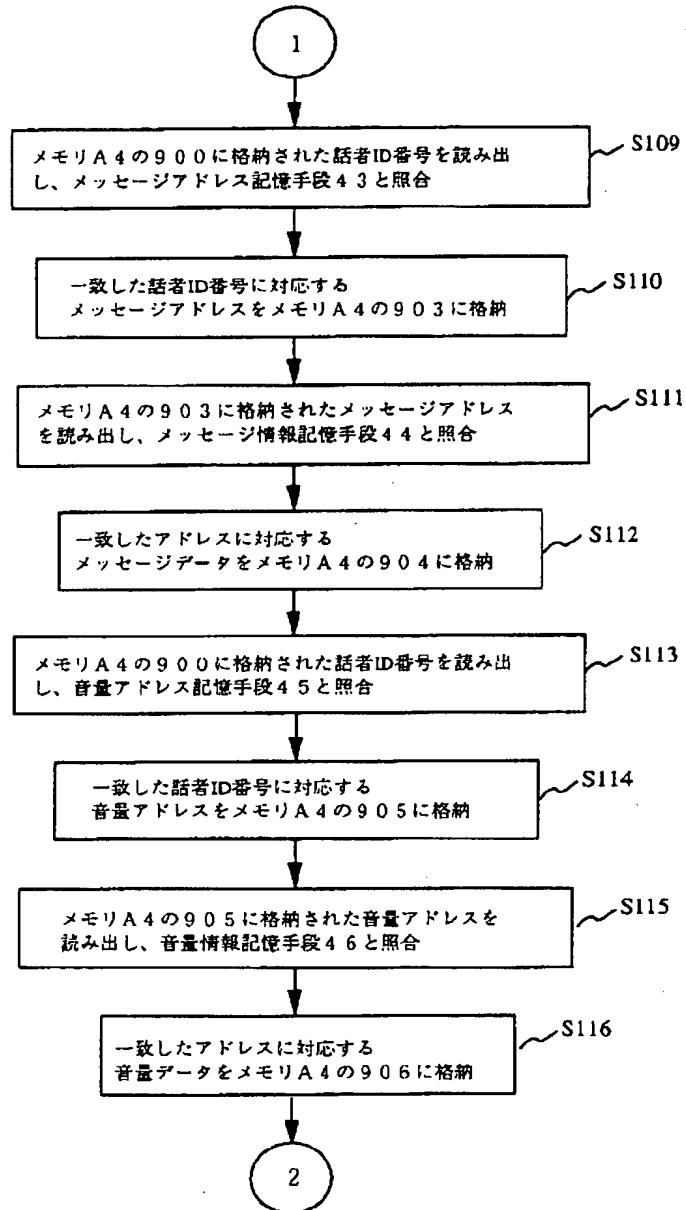 1
メモリA4の900に格納された話者ID番号を読み出
し、メッセージアドレス記憶手段43と照合
S109
一致した話者ID番号に対応する
メッセージアドレスをメモリA4の903に格納
S110
メモリA4の903に格納されたメッセージアドレス
を読み出し、メッセージ情報記憶手段44と照合
S111
一致したアドレスに対応する
メッセージデータをメモリA4の904に格納
S112
メモリA4の900に格納された話者ID番号を読み出
し、音量アドレス記憶手段45と照合
S113
一致した話者ID番号に対応する
音量アドレスをメモリA4の905に格納
S114
メモリA4の905に格納された音量アドレスを
読み出し、音量情報記憶手段46と照合
S115
一致したアドレスに対応する
音量データをメモリA4の906に格納
S116
2